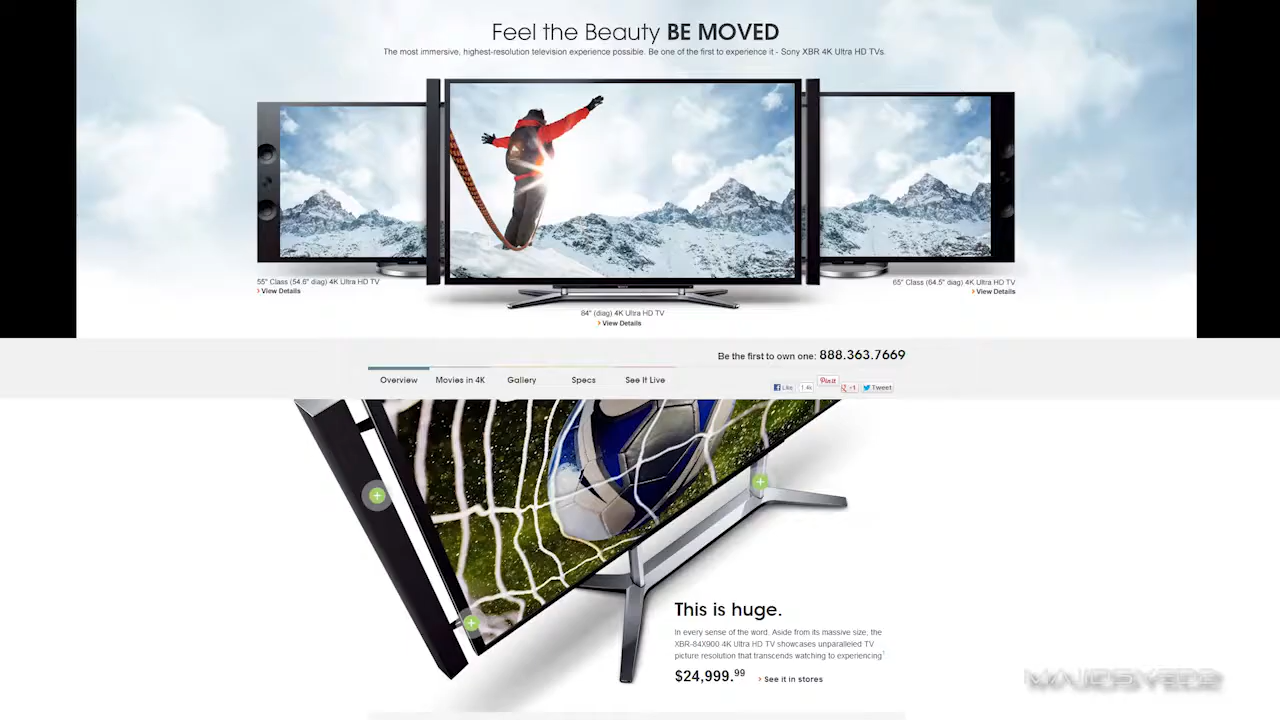 Feel the Beauty BE MOVED
The most immersive, highest-resolution television experience possible. Be one of the first to experience it - Sony XBR 4K Ultra HD TVs.
55" Class (54.6" diag) 4K Ultra HD TV
› View Details
65" Class (64.5" diag) 4K Ultra HD TV
› View Details
84" (diag) 4K Ultra HD TV
› View Details
Be the first to own one: 888.363.7669
Overview Movies in 4K Gallery Specs See It Live
Like 1.4k Pin it +1 Tweet
This is huge.
In every sense of the word. Aside from its massive size, the
XBR-84X900 4K Ultra HD TV showcases unparalleled TV
picture resolution that transcends watching to experiencing¹
$24,999.99 › See it in stores